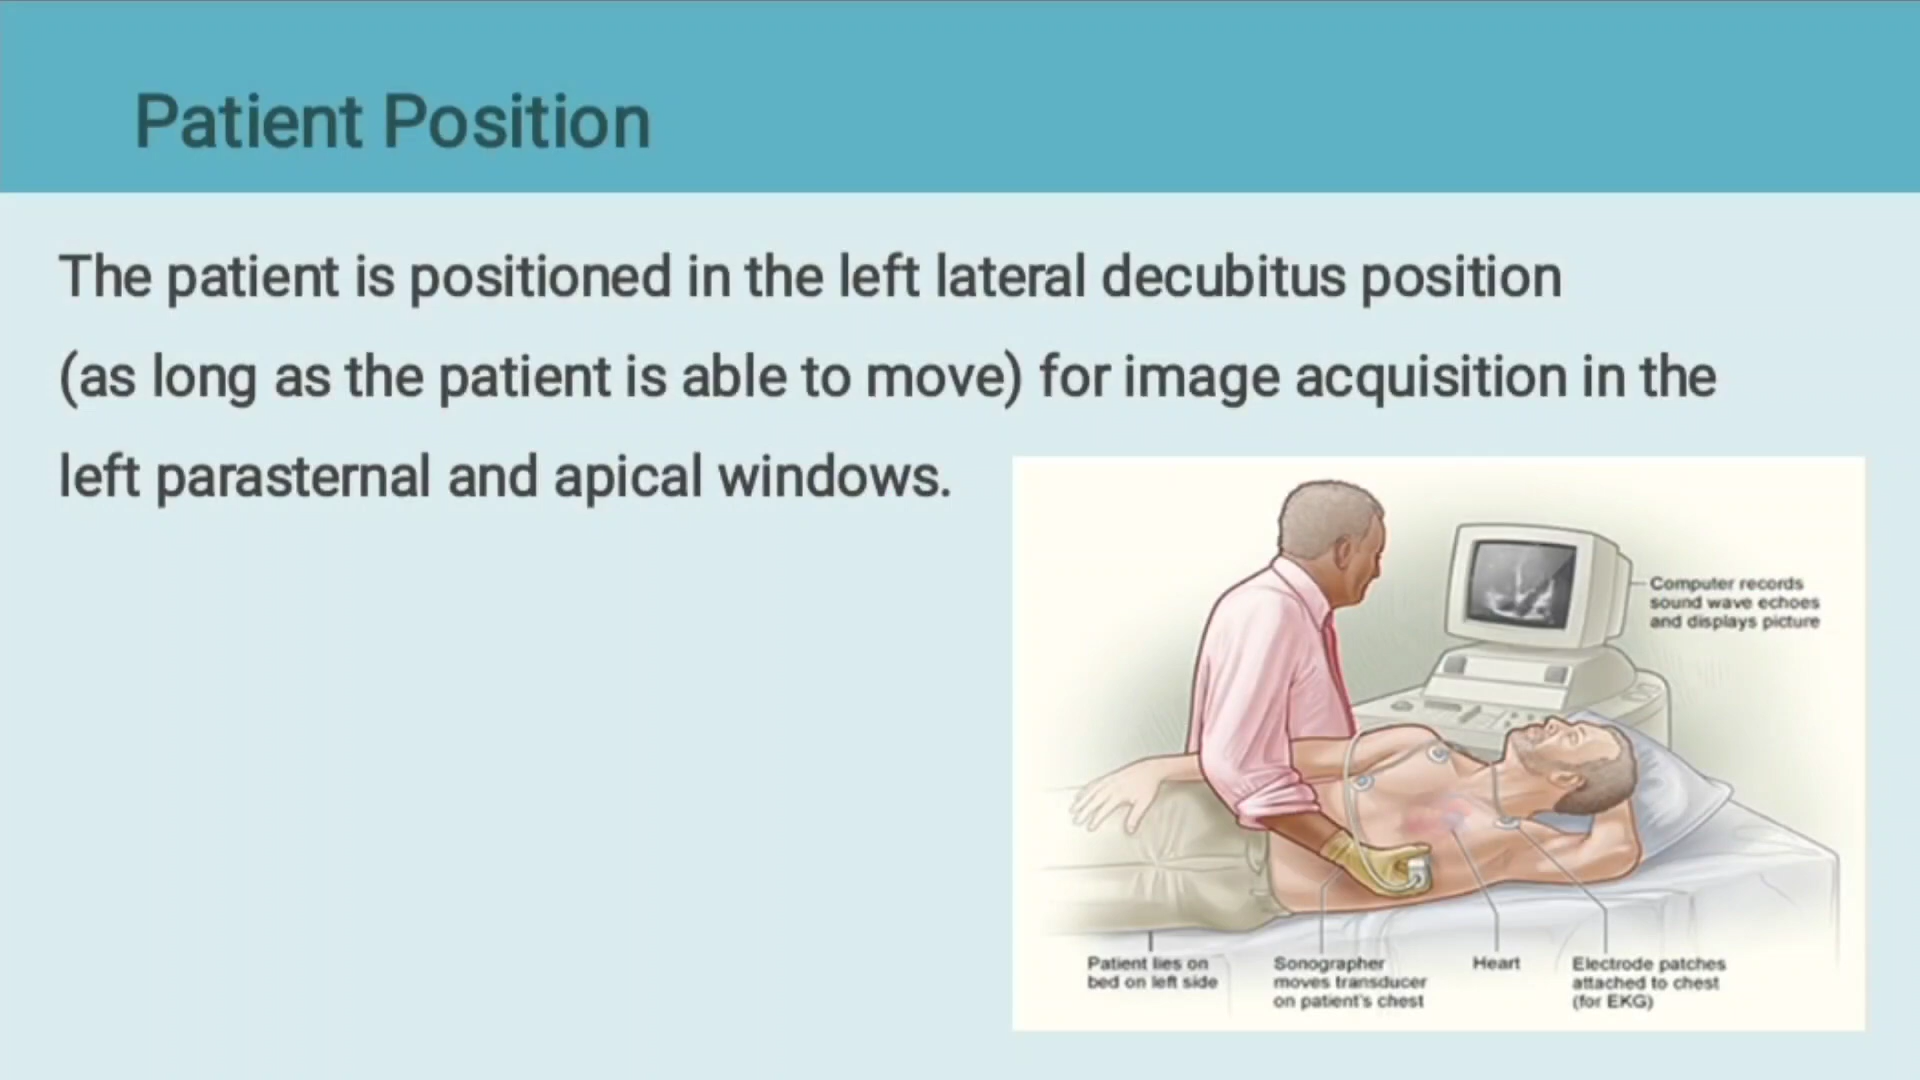 Patient Position
The patient is positioned in the left lateral decubitus position
(as long as the patient is able to move) for image acquisition in the
left parasternal and apical windows.
Computer records
sound wave echoes
and displays picture
Patient lies on
bed on left side
Sonographer
moves transducer
on patient's chest
Heart
Electrode patches
attached to chest
(for EKG)